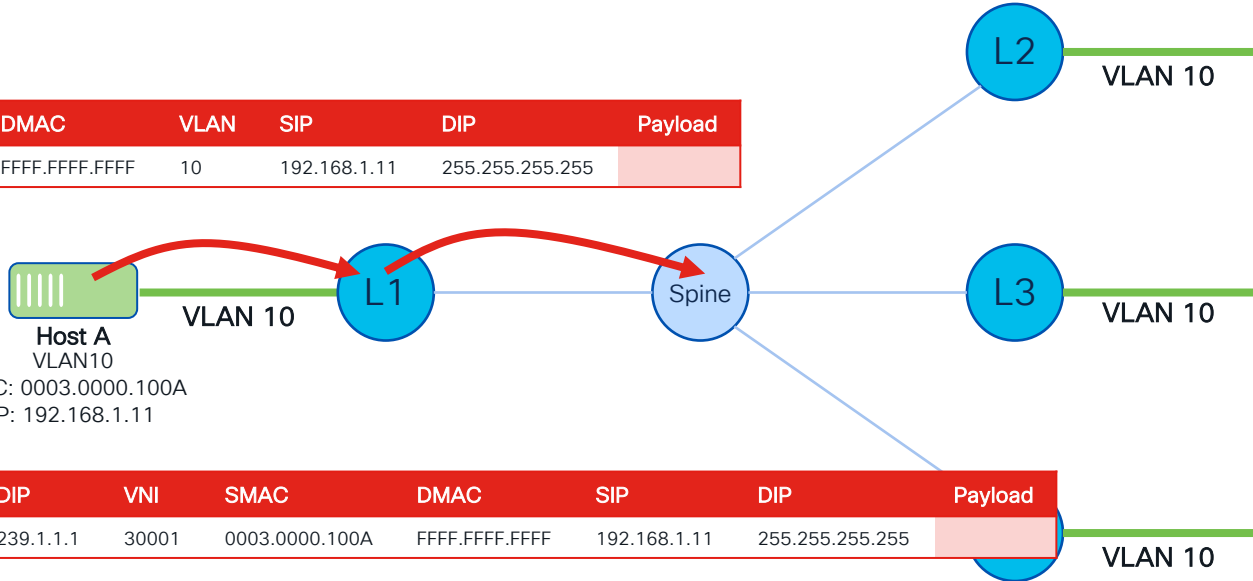 L2
VLAN 10
DMAC VLAN SIP DIP Payload
FFFF.FFFF.FFFF 10 192.168.1.11 255.255.255.255
L1
Spine
L3
VLAN 10
VLAN 10
Host A
VLAN10
C: 0003.0000.100A
P: 192.168.1.11
DIP VNI SMAC DMAC SIP DIP Payload
239.1.1.1 30001 0003.0000.100A FFFF.FFFF.FFFF 192.168.1.11 255.255.255.255
VLAN 10